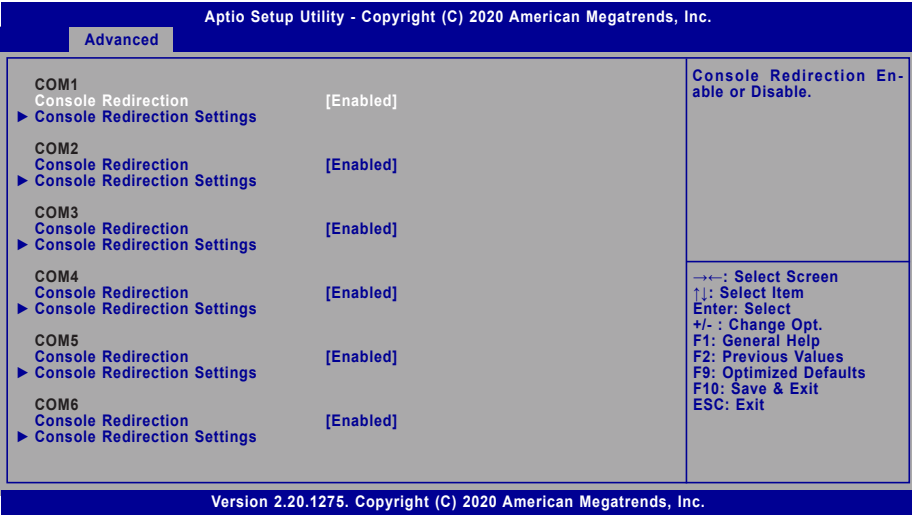 Aptio Setup Utility - Copyright (C) 2020 American Megatrends, Inc.
Advanced
COM1
Console Redirection [Enabled]
► Console Redirection Settings
COM2
Console Redirection [Enabled]
► Console Redirection Settings
COM3
Console Redirection [Enabled]
► Console Redirection Settings
COM4
Console Redirection [Enabled]
► Console Redirection Settings
COM5
Console Redirection [Enabled]
► Console Redirection Settings
COM6
Console Redirection [Enabled]
► Console Redirection Settings
Console Redirection En-
able or Disable.
→←: Select Screen
↑↓: Select Item
Enter: Select
+/- : Change Opt.
F1: General Help
F2: Previous Values
F9: Optimized Defaults
F10: Save & Exit
ESC: Exit
Version 2.20.1275. Copyright (C) 2020 American Megatrends, Inc.